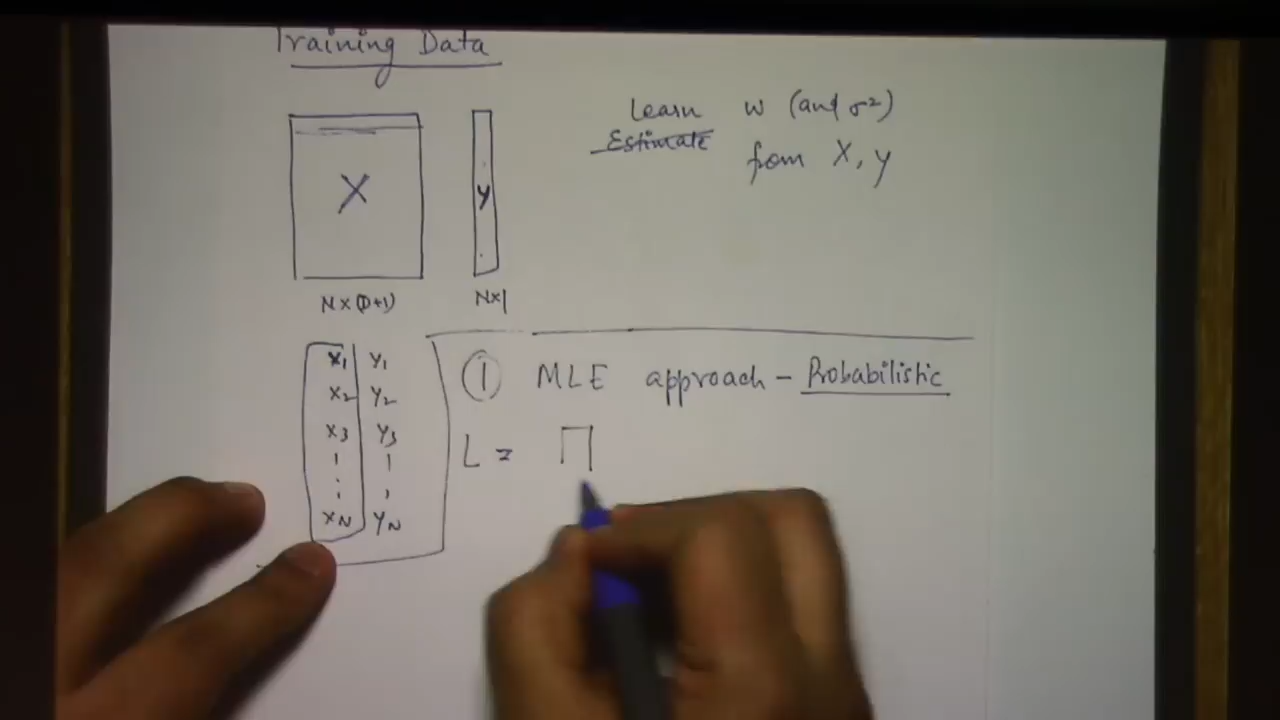 Training Data
Learn w (and σ²)
Estimate from X, y
X y
N×(D+1) N×1
x1 y1
x2 y2
x3 y3
xN yN
① MLE approach – Probabilistic
L = ∏